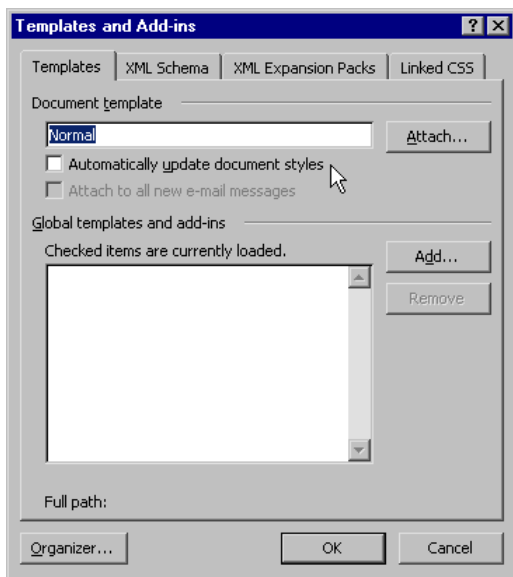 Templates and Add-ins
Templates
XML Schema
XML Expansion Packs
Linked CSS
Document template
Normal
Attach...
Automatically update document styles
Attach to all new e-mail messages
Global templates and add-ins
Checked items are currently loaded.
Add...
Remove
Full path:
Organizer...
OK
Cancel